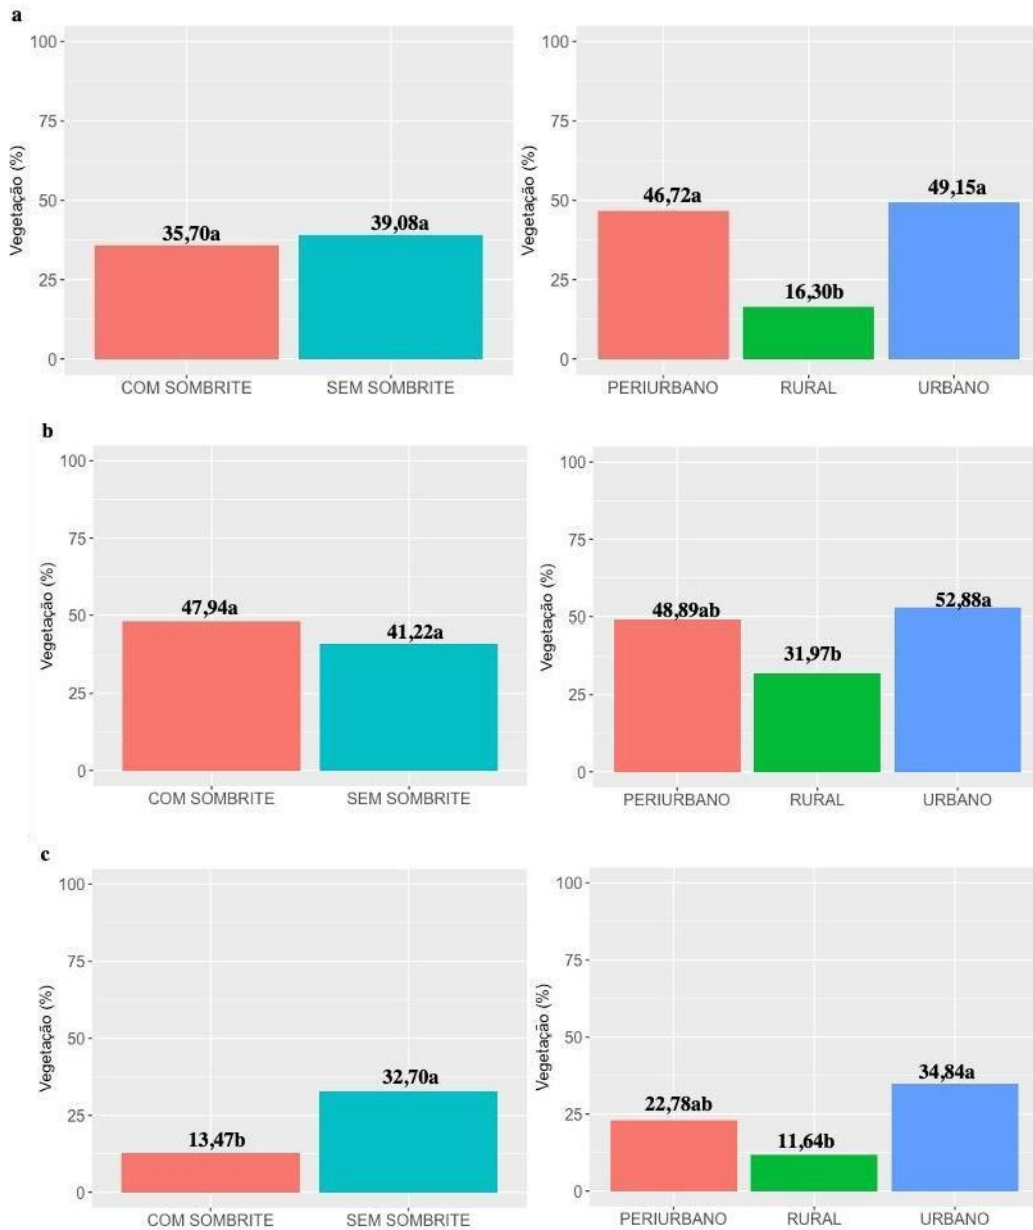 a
Vegetação (%)
100
75
50
25
0
35,70a
39,08a
COM SOMBRITE
SEM SOMBRITE
Vegetação (%)
100
75
50
25
0
46,72a
16,30b
49,15a
PERIURBANO
RURAL
URBANO
b
Vegetação (%)
100
75
50
25
0
47,94a
41,22a
COM SOMBRITE
SEM SOMBRITE
Vegetação (%)
100
75
50
25
0
48,89ab
31,97b
52,88a
PERIURBANO
RURAL
URBANO
c
Vegetação (%)
100
75
50
25
0
13,47b
32,70a
COM SOMBRITE
SEM SOMBRITE
Vegetação (%)
100
75
50
25
0
22,78ab
11,64b
34,84a
PERIURBANO
RURAL
URBANO